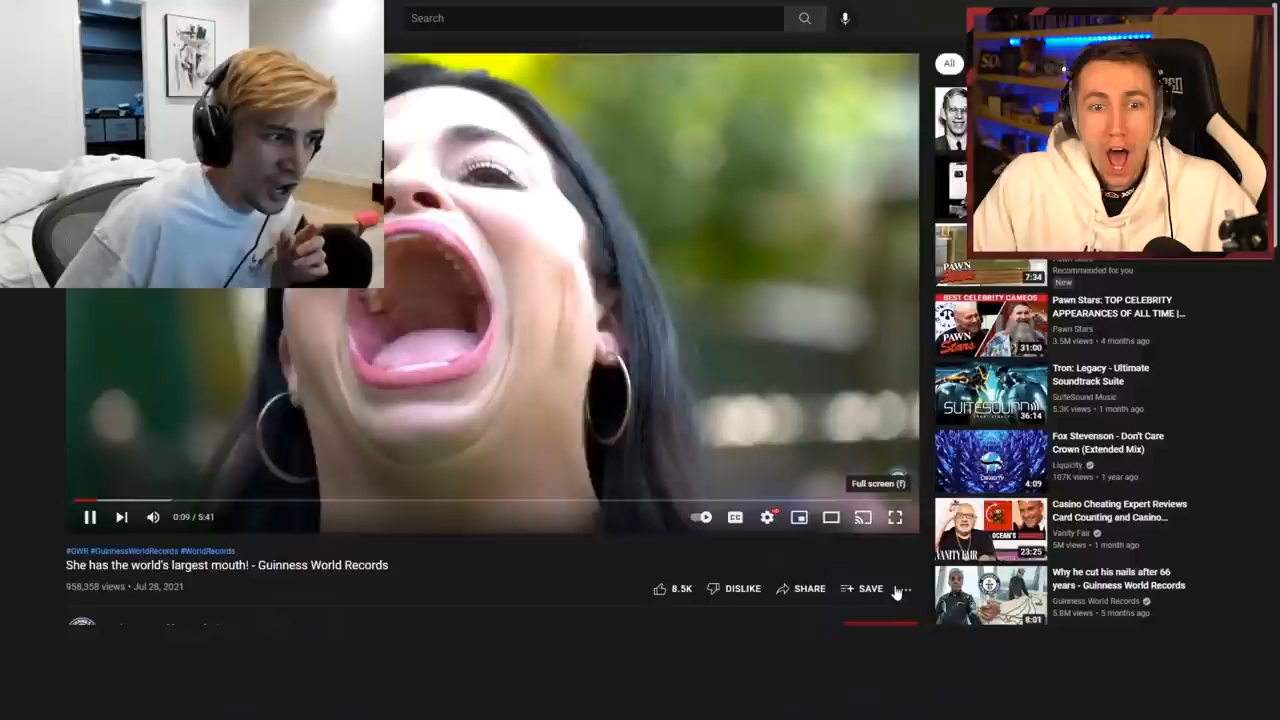 Search
All
7:34
Recommended for you
New
BEST CELEBRITY CAMEOS
PAWN
Stars
31:00
Pawn Stars: TOP CELEBRITY
APPEARANCES OF ALL TIME |...
Pawn Stars
3.5M views • 4 months ago
SUITESOUND
36:14
Tron: Legacy - Ultimate
Soundtrack Suite
SuiteSound Music
5.3K views • 1 month ago
4:09
Fox Stevenson - Don't Care
Crown (Extended Mix)
Liquicity
107K views • 1 year ago
OCEAN'S
VANITY FAIR
23:25
Casino Cheating Expert Reviews
Card Counting and Casino...
Vanity Fair
5M views • 1 month ago
8:01
Why he cut his nails after 66
years - Guinness World Records
Guinness World Records
5.8M views • 5 months ago
Full screen (f)
0:09 / 5:41
CC
HD
#GWR #GuinnessWorldRecords #WorldRecords
She has the world's largest mouth! - Guinness World Records
958,358 views • Jul 28, 2021
8.5K DISLIKE SHARE SAVE